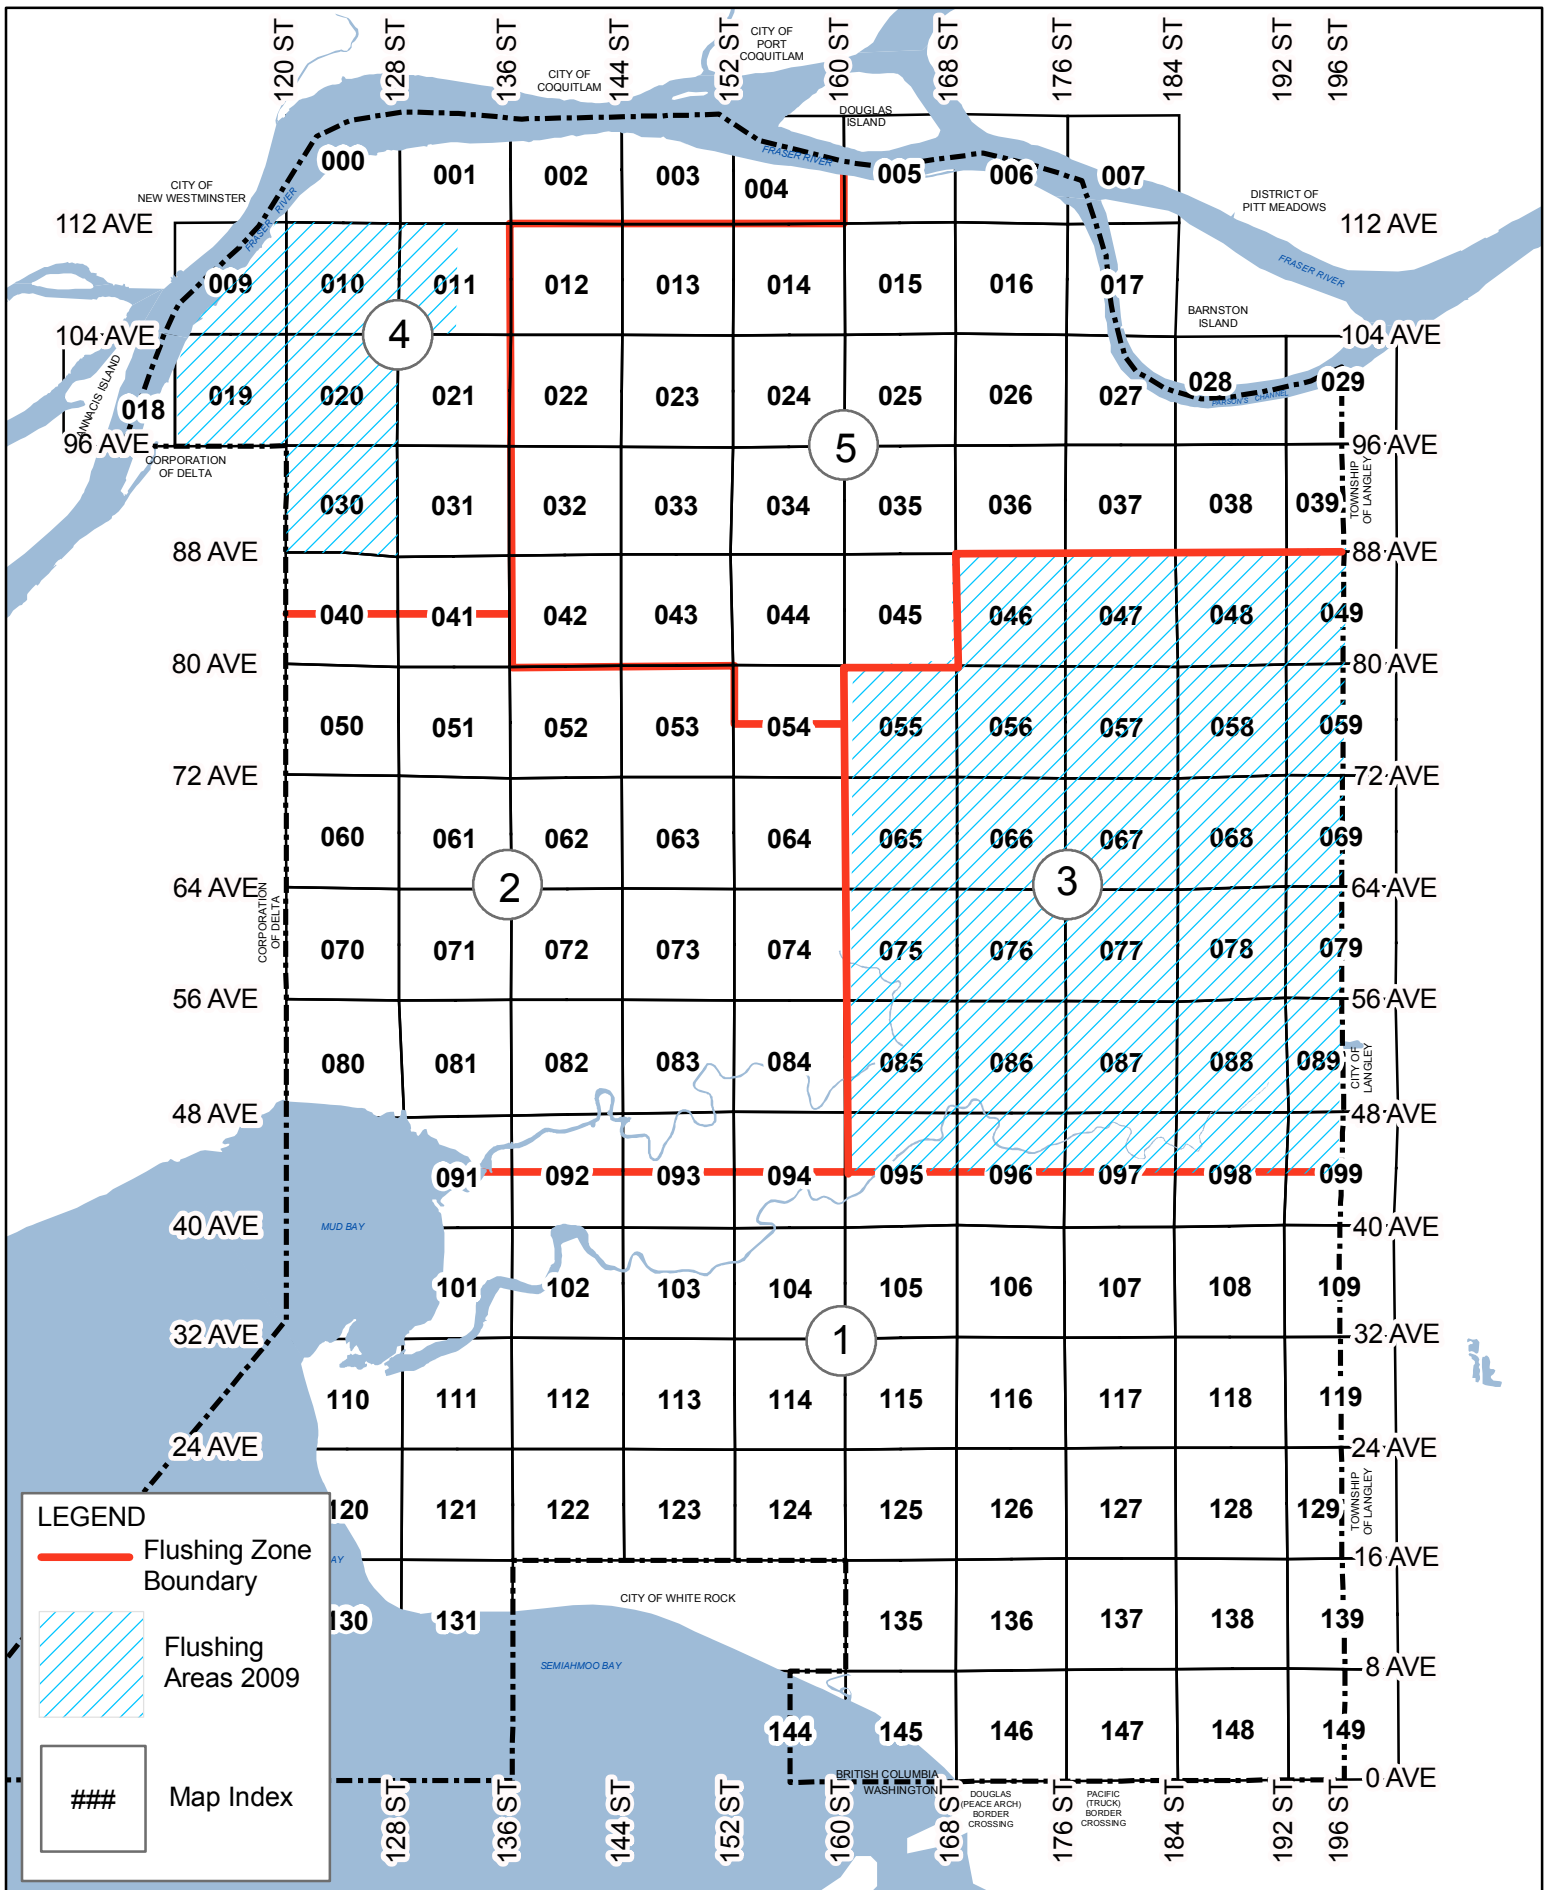 120 ST
128 ST
136 ST
144 ST
152 ST
160 ST
168 ST
176 ST
184 ST
192 ST
196 ST
CITY OF
PORT
COQUITLAM
CITY OF
COQUITLAM
DOUGLAS
ISLAND
FRASER RIVER
000
001
002
003
004
005
006
007
CITY OF
NEW WESTMINSTER
DISTRICT OF
PITT MEADOWS
FRASER RIVER
112 AVE
112 AVE
FRASER RIVER
009
010
011
012
013
014
015
016
017
BARNSTON
ISLAND
4
104 AVE
104 AVE
ANNACIS ISLAND
018
019
020
021
022
023
024
025
026
027
028
029
PARSON'S CHANNEL
96 AVE
5
96 AVE
CORPORATION
OF DELTA
030
031
032
033
034
035
036
037
038
039
TOWNSHIP
OF LANGLEY
88 AVE
88 AVE
040
041
042
043
044
045
046
047
048
049
80 AVE
80 AVE
050
051
052
053
054
055
056
057
058
059
72 AVE
72 AVE
060
061
062
063
064
065
066
067
068
069
64 AVE
2
3
64 AVE
CORPORATION
OF DELTA
070
071
072
073
074
075
076
077
078
079
56 AVE
56 AVE
080
081
082
083
084
085
086
087
088
089
CITY OF
LANGLEY
48 AVE
48 AVE
091
092
093
094
095
096
097
098
099
40 AVE
MUD BAY
40 AVE
101
102
103
104
105
106
107
108
109
32 AVE
1
32 AVE
110
111
112
113
114
115
116
117
118
119
24 AVE
24 AVE
120
121
122
123
124
125
126
127
128
129
TOWNSHIP
OF LANGLEY
AY
16 AVE
130
131
CITY OF WHITE ROCK
135
136
137
138
139
SEMIAHMOO BAY
8 AVE
144
145
146
147
148
149
BRITISH COLUMBIA
WASHINGTON
0 AVE
DOUGLAS
(PEACE ARCH)
BORDER
CROSSING
PACIFIC
(TRUCK)
BORDER
CROSSING
128 ST
136 ST
144 ST
152 ST
160 ST
168 ST
176 ST
184 ST
192 ST
196 ST
LEGEND
Flushing Zone
Boundary
Flushing
Areas 2009
###
Map Index